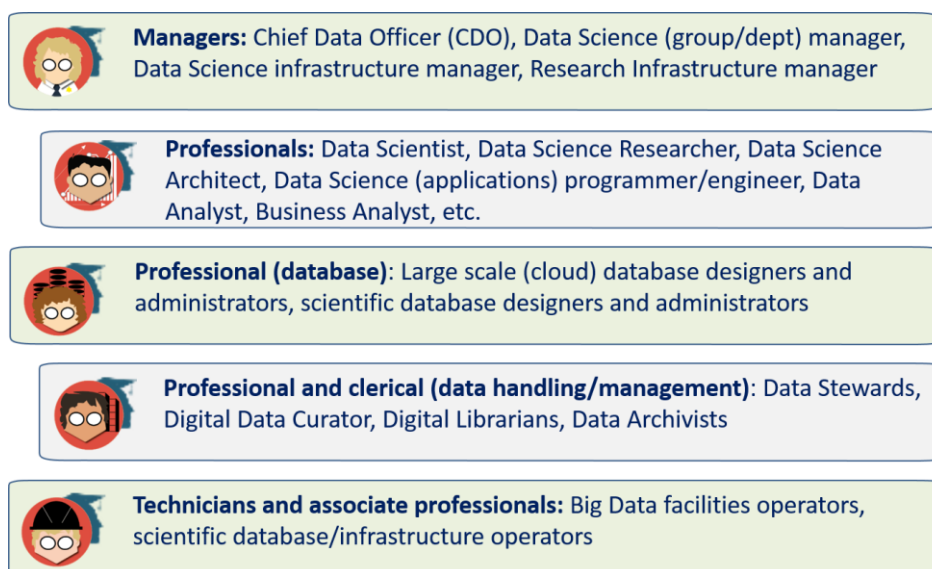 Managers: Chief Data Officer (CDO), Data Science (group/dept) manager,
Data Science infrastructure manager, Research Infrastructure manager
Professionals: Data Scientist, Data Science Researcher, Data Science
Architect, Data Science (applications) programmer/engineer, Data
Analyst, Business Analyst, etc.
Professional (database): Large scale (cloud) database designers and
administrators, scientific database designers and administrators
Professional and clerical (data handling/management): Data Stewards,
Digital Data Curator, Digital Librarians, Data Archivists
Technicians and associate professionals: Big Data facilities operators,
scientific database/infrastructure operators